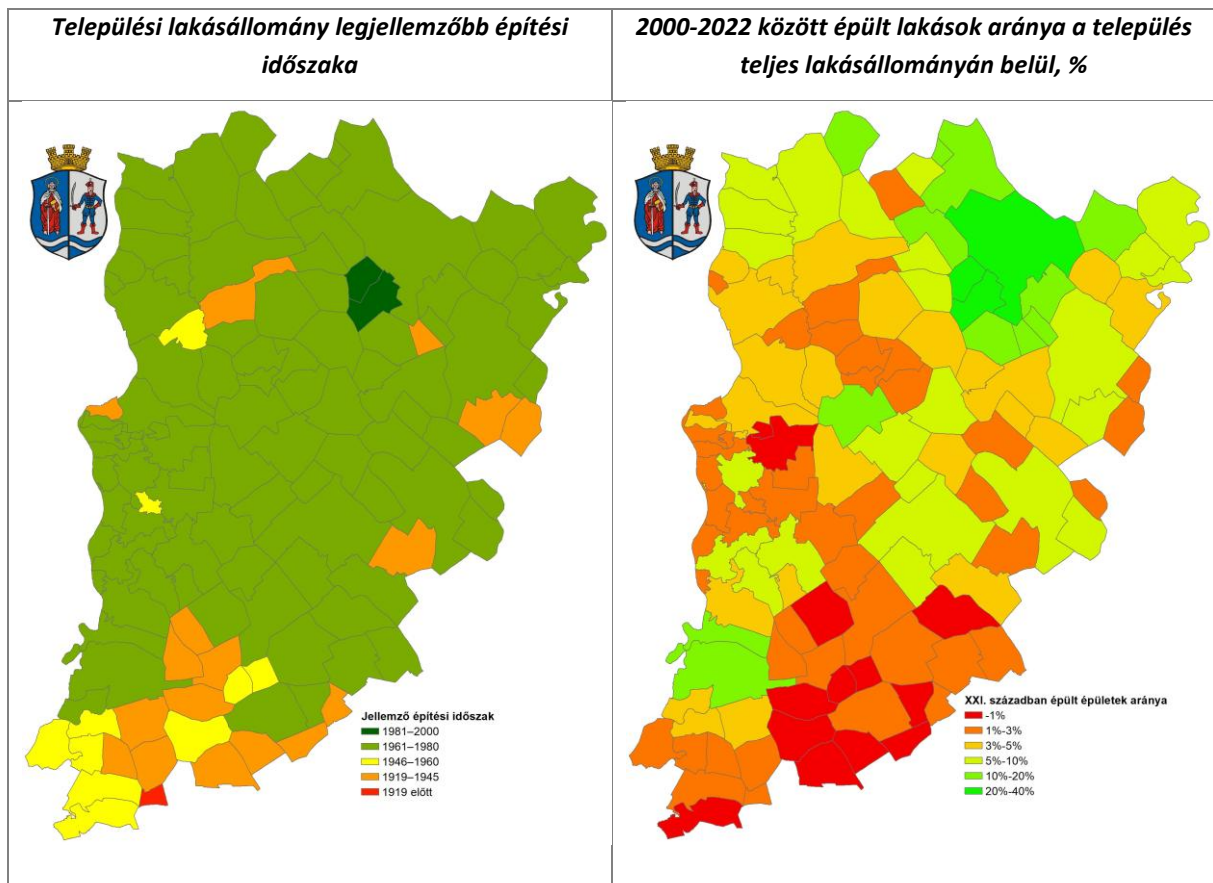 Települési lakásállomány legjellemzőbb építési
időszaka
2000-2022 között épült lakások aránya a település
teljes lakásállományán belül, %
Jellemző építési időszak
1981–2000
1961–1980
1946–1960
1919–1945
1919 előtt
XXI. században épült épületek aránya
-1%
1%-3%
3%-5%
5%-10%
10%-20%
20%-40%